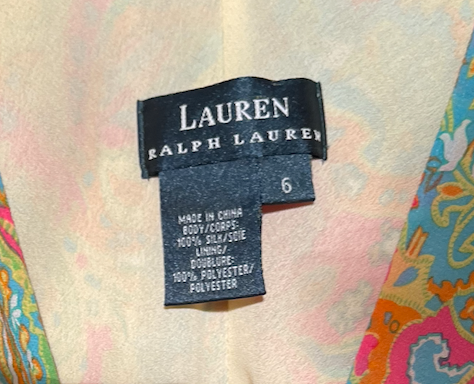 LAUREN
RALPH LAUREN
6
MADE IN CHINA
BODY/CORPS:
100% SILK/SOIE
LINING/
DOUBLURE:
100% POLYESTER/
POLYESTER